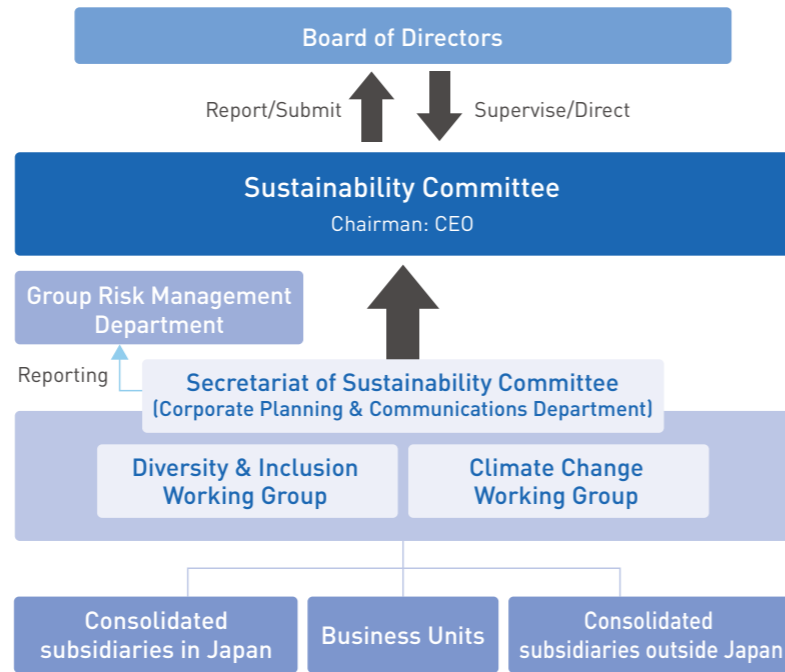 Board of Directors
Report/Submit
Supervise/Direct
Sustainability Committee
Chairman: CEO
Group Risk Management
Department
Reporting
Secretariat of Sustainability Committee
(Corporate Planning & Communications Department)
Diversity & Inclusion
Working Group
Climate Change
Working Group
Consolidated
subsidiaries in Japan
Business Units
Consolidated
subsidiaries outside Japan